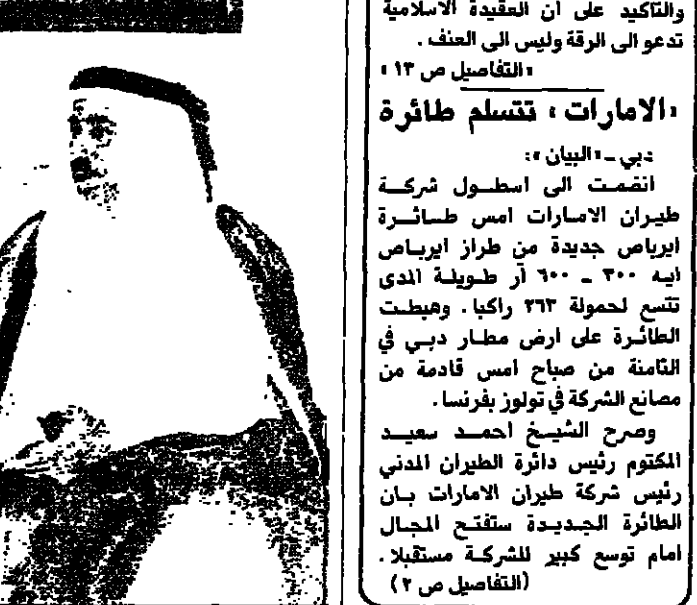 والتأكيد على ان العقيدة الاسلامية
تدعو الى الرقة وليس الى العنف .
« التفاصيل ص ١٣ »
«الامارات» تتسلم طائرة
دبي - «البيان»:
انضمت الى اسطول شركة
طيران الامارات امس طائرة
ايرباص جديدة من طراز ايرباص
ايه ٣٠٠ - ٦٠٠ آر طويلة المدى
تتسع لحمولة ٢٦٣ راكبا . وهبطت
الطائرة على ارض مطار دبي في
الثامنة من صباح امس قادمة من
مصانع الشركة في تولوز بفرنسا .
وصرح الشيخ احمد سعيد
المكتوم رئيس دائرة الطيران المدني
رئيس شركة طيران الامارات بان
الطائرة الجديدة ستفتح المجال
امام توسع كبير للشركة مستقبلا .
(التفاصيل ص ٢)